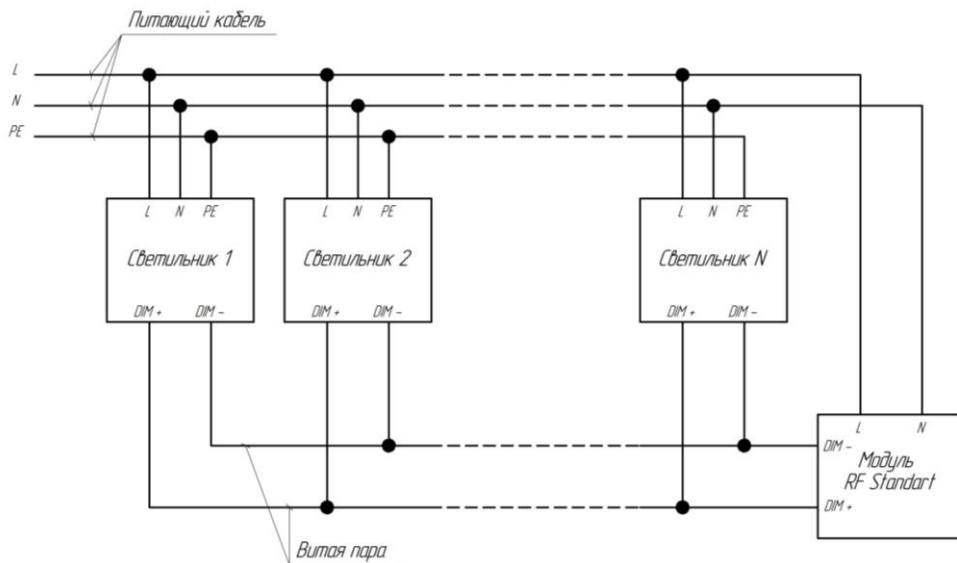 Питающий кабель
L
N
PE
L N PE
L N PE
L N PE
Светильник 1
Светильник 2
Светильник N
DIM + DIM -
DIM + DIM -
DIM + DIM -
L N
DIM -
Модуль
RF Standart
DIM +
Витая пара